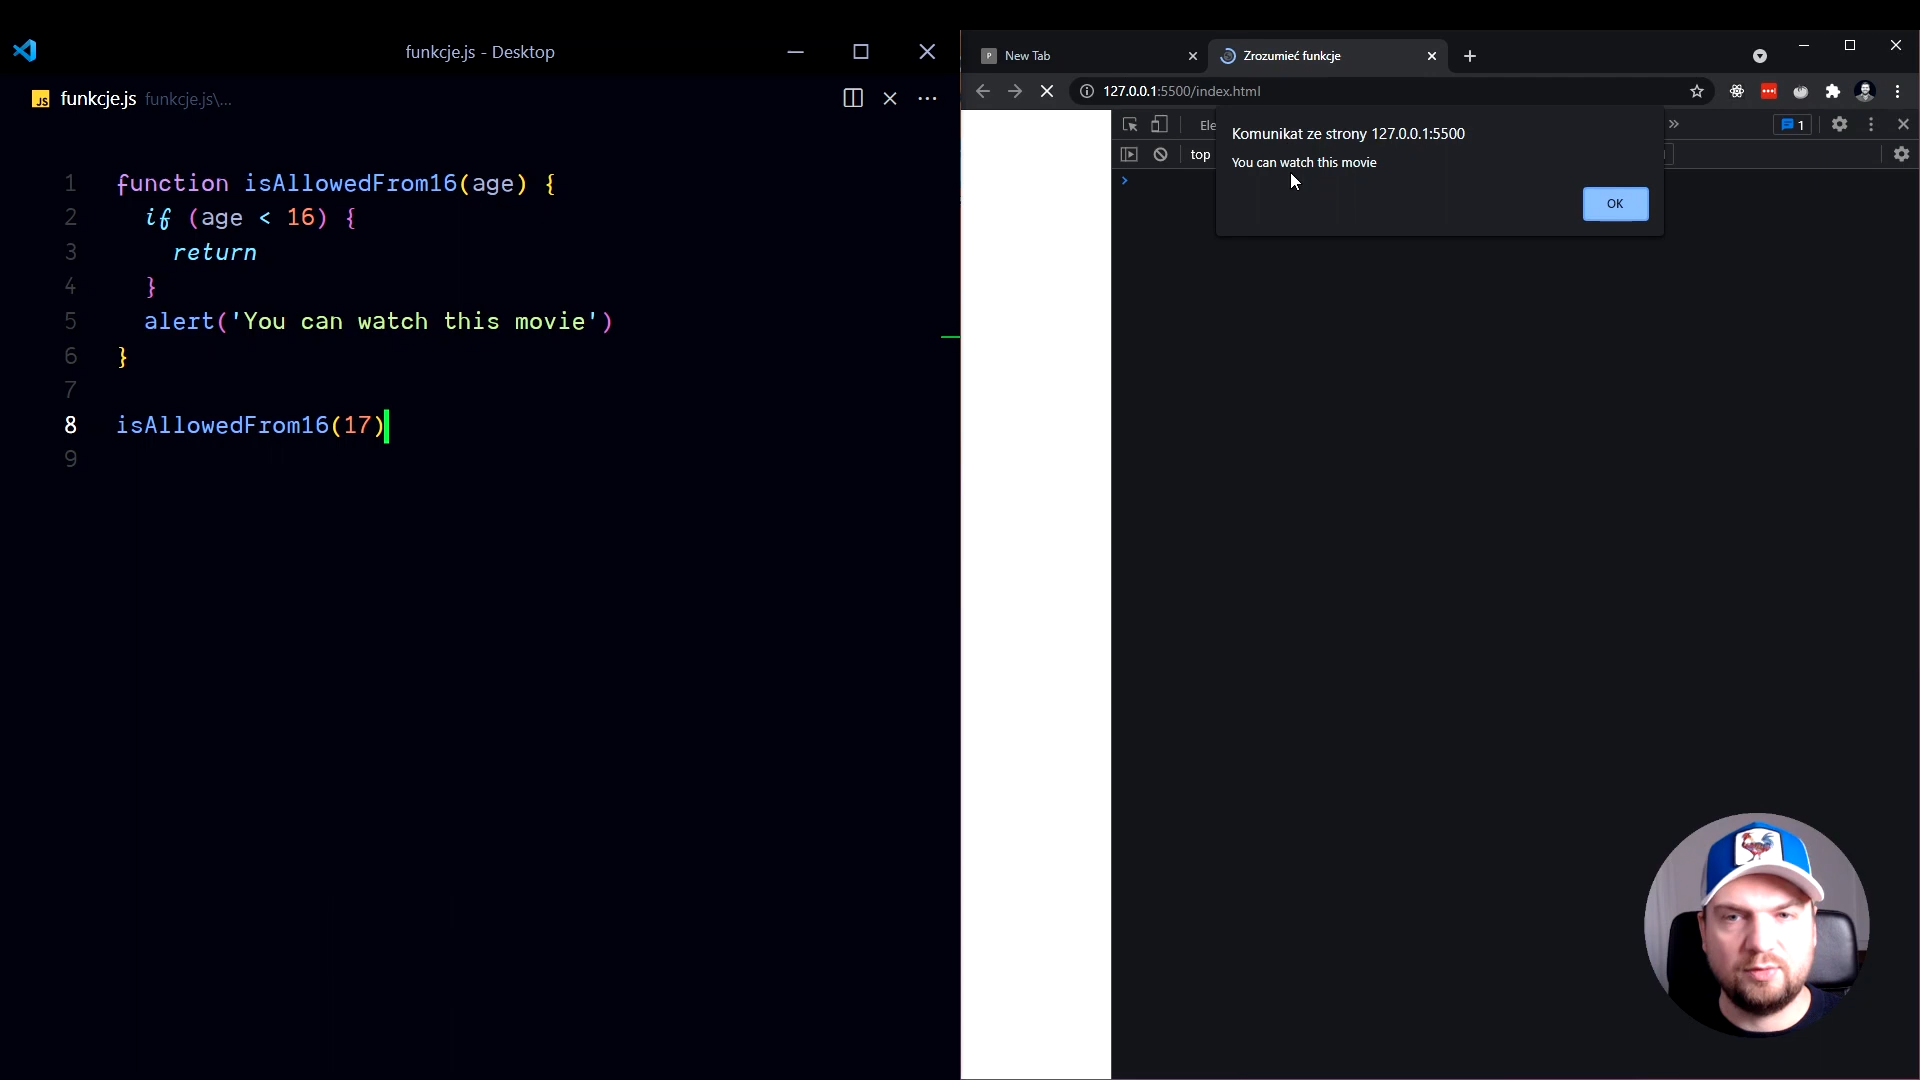 funkcje.js - Desktop
JS funkcje.js funkcje.js\...
1 function isAllowedFrom16(age) {
2 if (age < 16) {
3 return
4 }
5 alert('You can watch this movie')
6 }
7
8 isAllowedFrom16(17)
9
P New Tab
Zrozumieć funkcje
127.0.0.1:5500/index.html
Ele
1
top
Komunikat ze strony 127.0.0.1:5500
You can watch this movie
OK